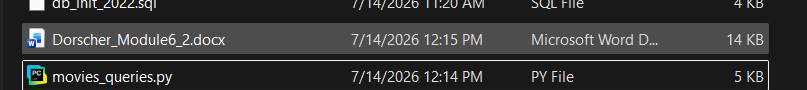 db_init_2022.sql 7/14/2026 11:20 AM SQL File 4 KB
Dorscher_Module6_2.docx 7/14/2026 12:15 PM Microsoft Word D... 14 KB
PC movies_queries.py 7/14/2026 12:14 PM PY File 5 KB